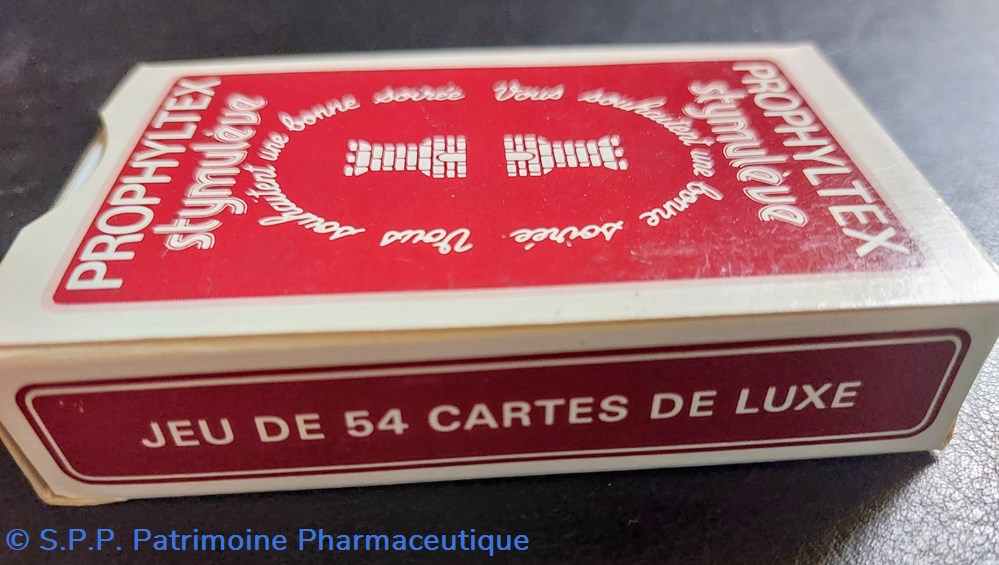 PROPHYLTEX
stymulève
Vous souhaitent une bonne soirée
Vous souhaitent une bonne soirée
PROPHYLTEX
stymulève
JEU DE 54 CARTES DE LUXE
© S.P.P. Patrimoine Pharmaceutique